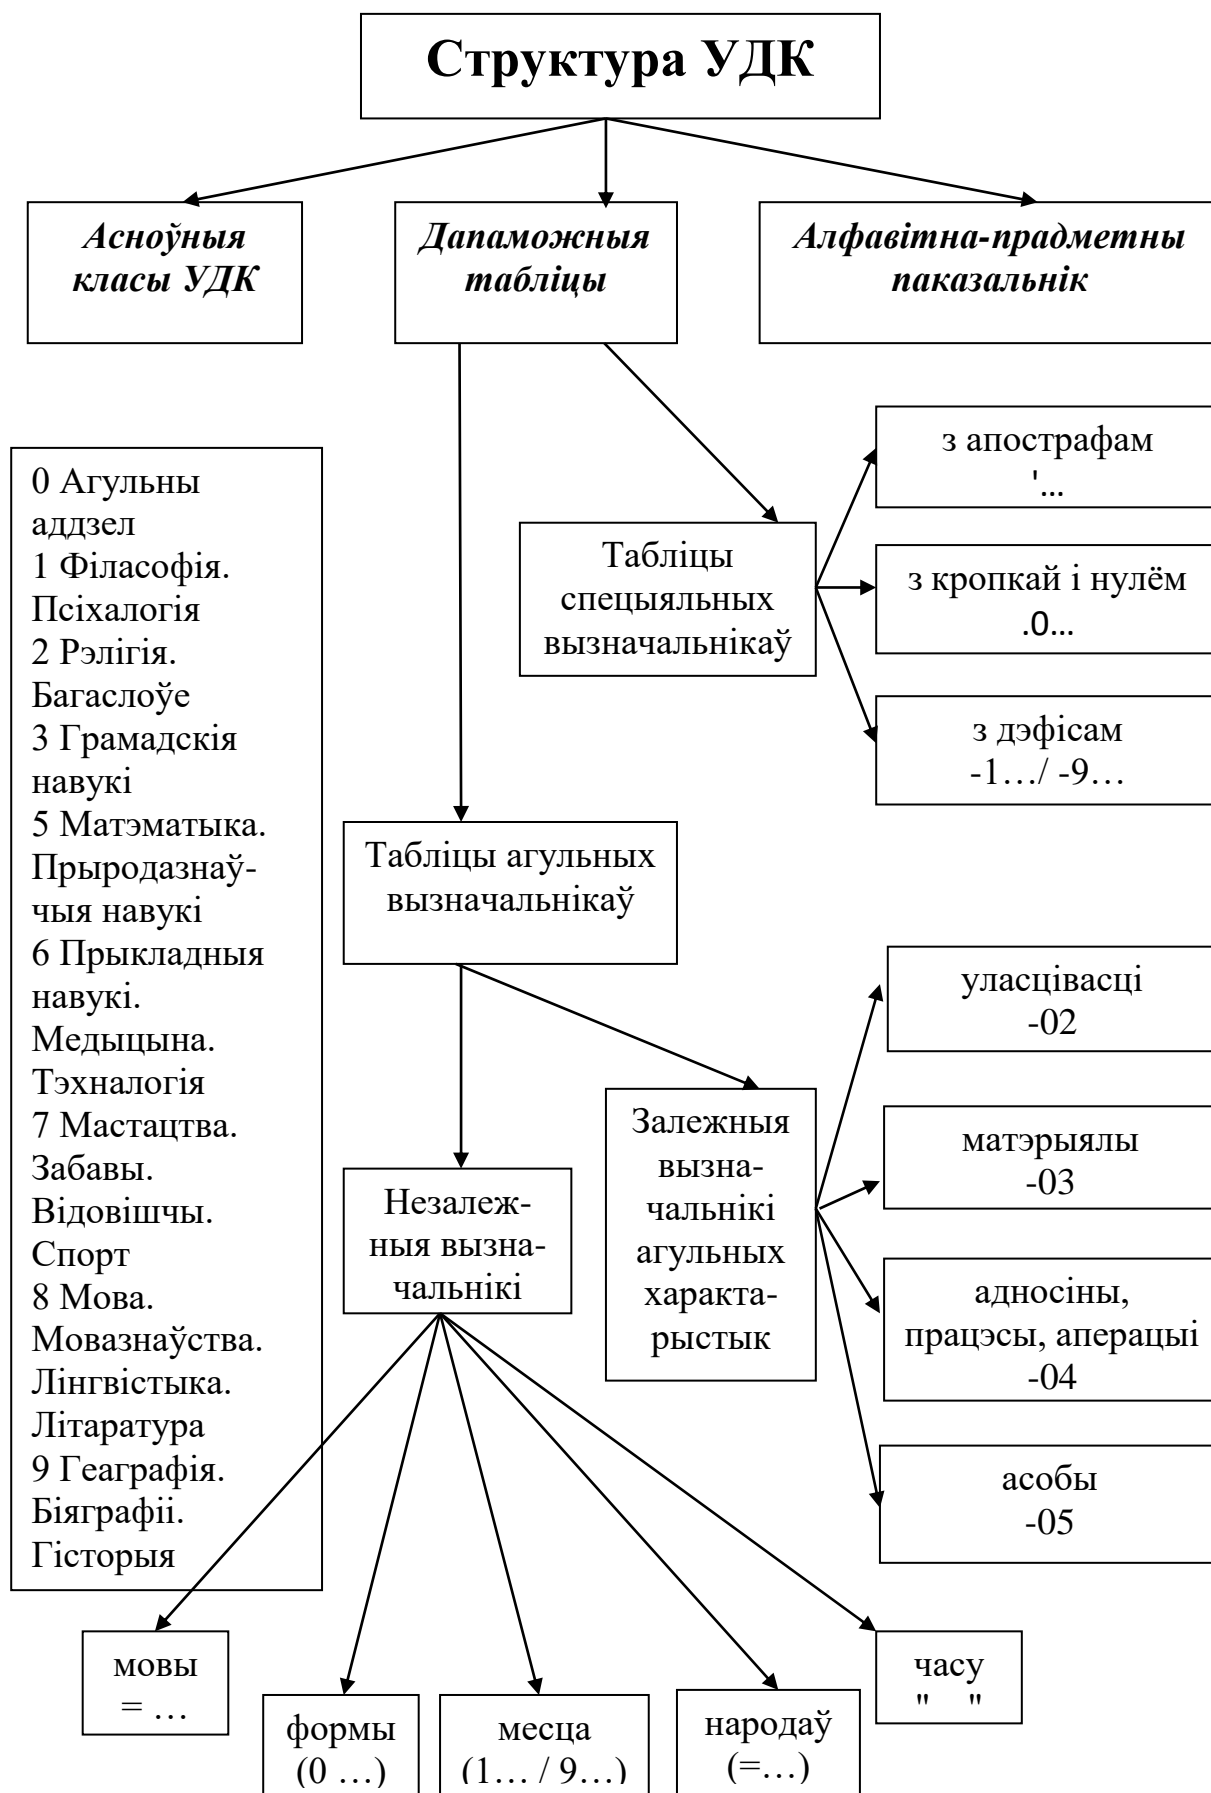 Структура УДК
Асноўныя
класы УДК
Дапаможныя
табліцы
Алфавітна-прадметны
паказальнік
0 Агульны
аддзел
1 Філасофія.
Псіхалогія
2 Рэлігія.
Багаслоўе
3 Грамадскія
навукі
5 Матэматыка.
Прыродазнаў-
чыя навукі
6 Прыкладныя
навукі.
Медыцына.
Тэхналогія
7 Мастацтва.
Забавы.
Відовішчы.
Спорт
8 Мова.
Мовазнаўства.
Лінгвістыка.
Літаратура
9 Геаграфія.
Біяграфіі.
Гісторыя
Табліцы
спецыяльных
вызначальнікаў
з апострафам
'...
з кропкай і нулём
.0...
з дэфісам
-1…/ -9…
Табліцы агульных
вызначальнікаў
Незалеж-
ныя вызна-
чальнікі
Залежныя
вызна-
чальнікі
агульных
характа-
рыстык
уласцівасці
-02
матэрыялы
-03
адносіны,
працэсы, аперацыі
-04
асобы
-05
мовы
= …
формы
(0 …)
месца
(1… / 9…)
народаў
(=…)
часу
" "